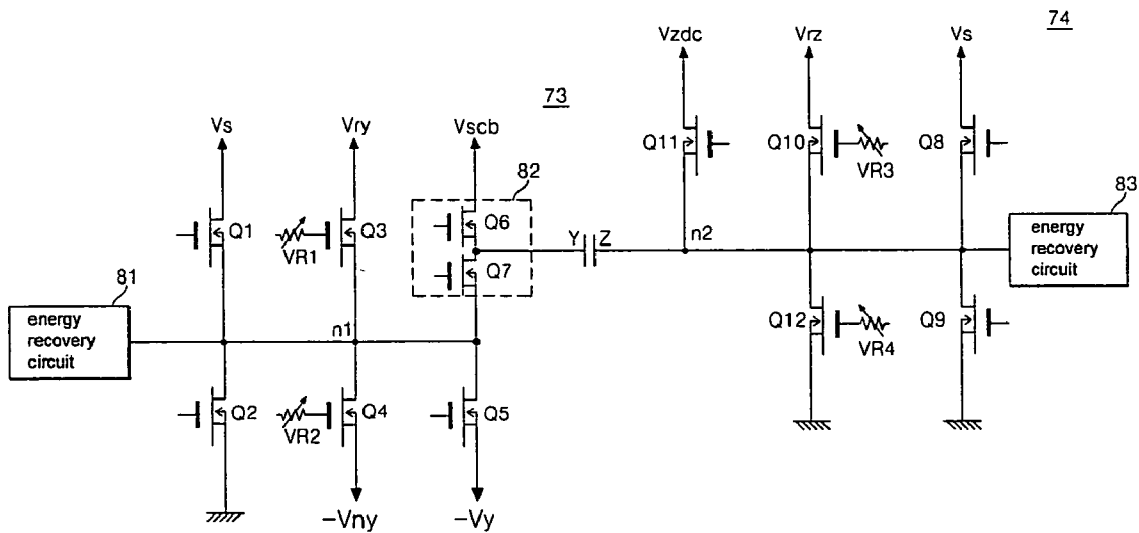 74
Vzdc
Vrz
Vs
73
Vs
Vry
Vscb
82
Q11
Q10
VR3
Q8
83
Q1
VR1
Q3
Q6
Q7
Y
Z
n2
energy
recovery
circuit
81
energy
recovery
circuit
n1
Q12
VR4
Q9
Q2
VR2
Q4
Q5
-Vny
-Vy